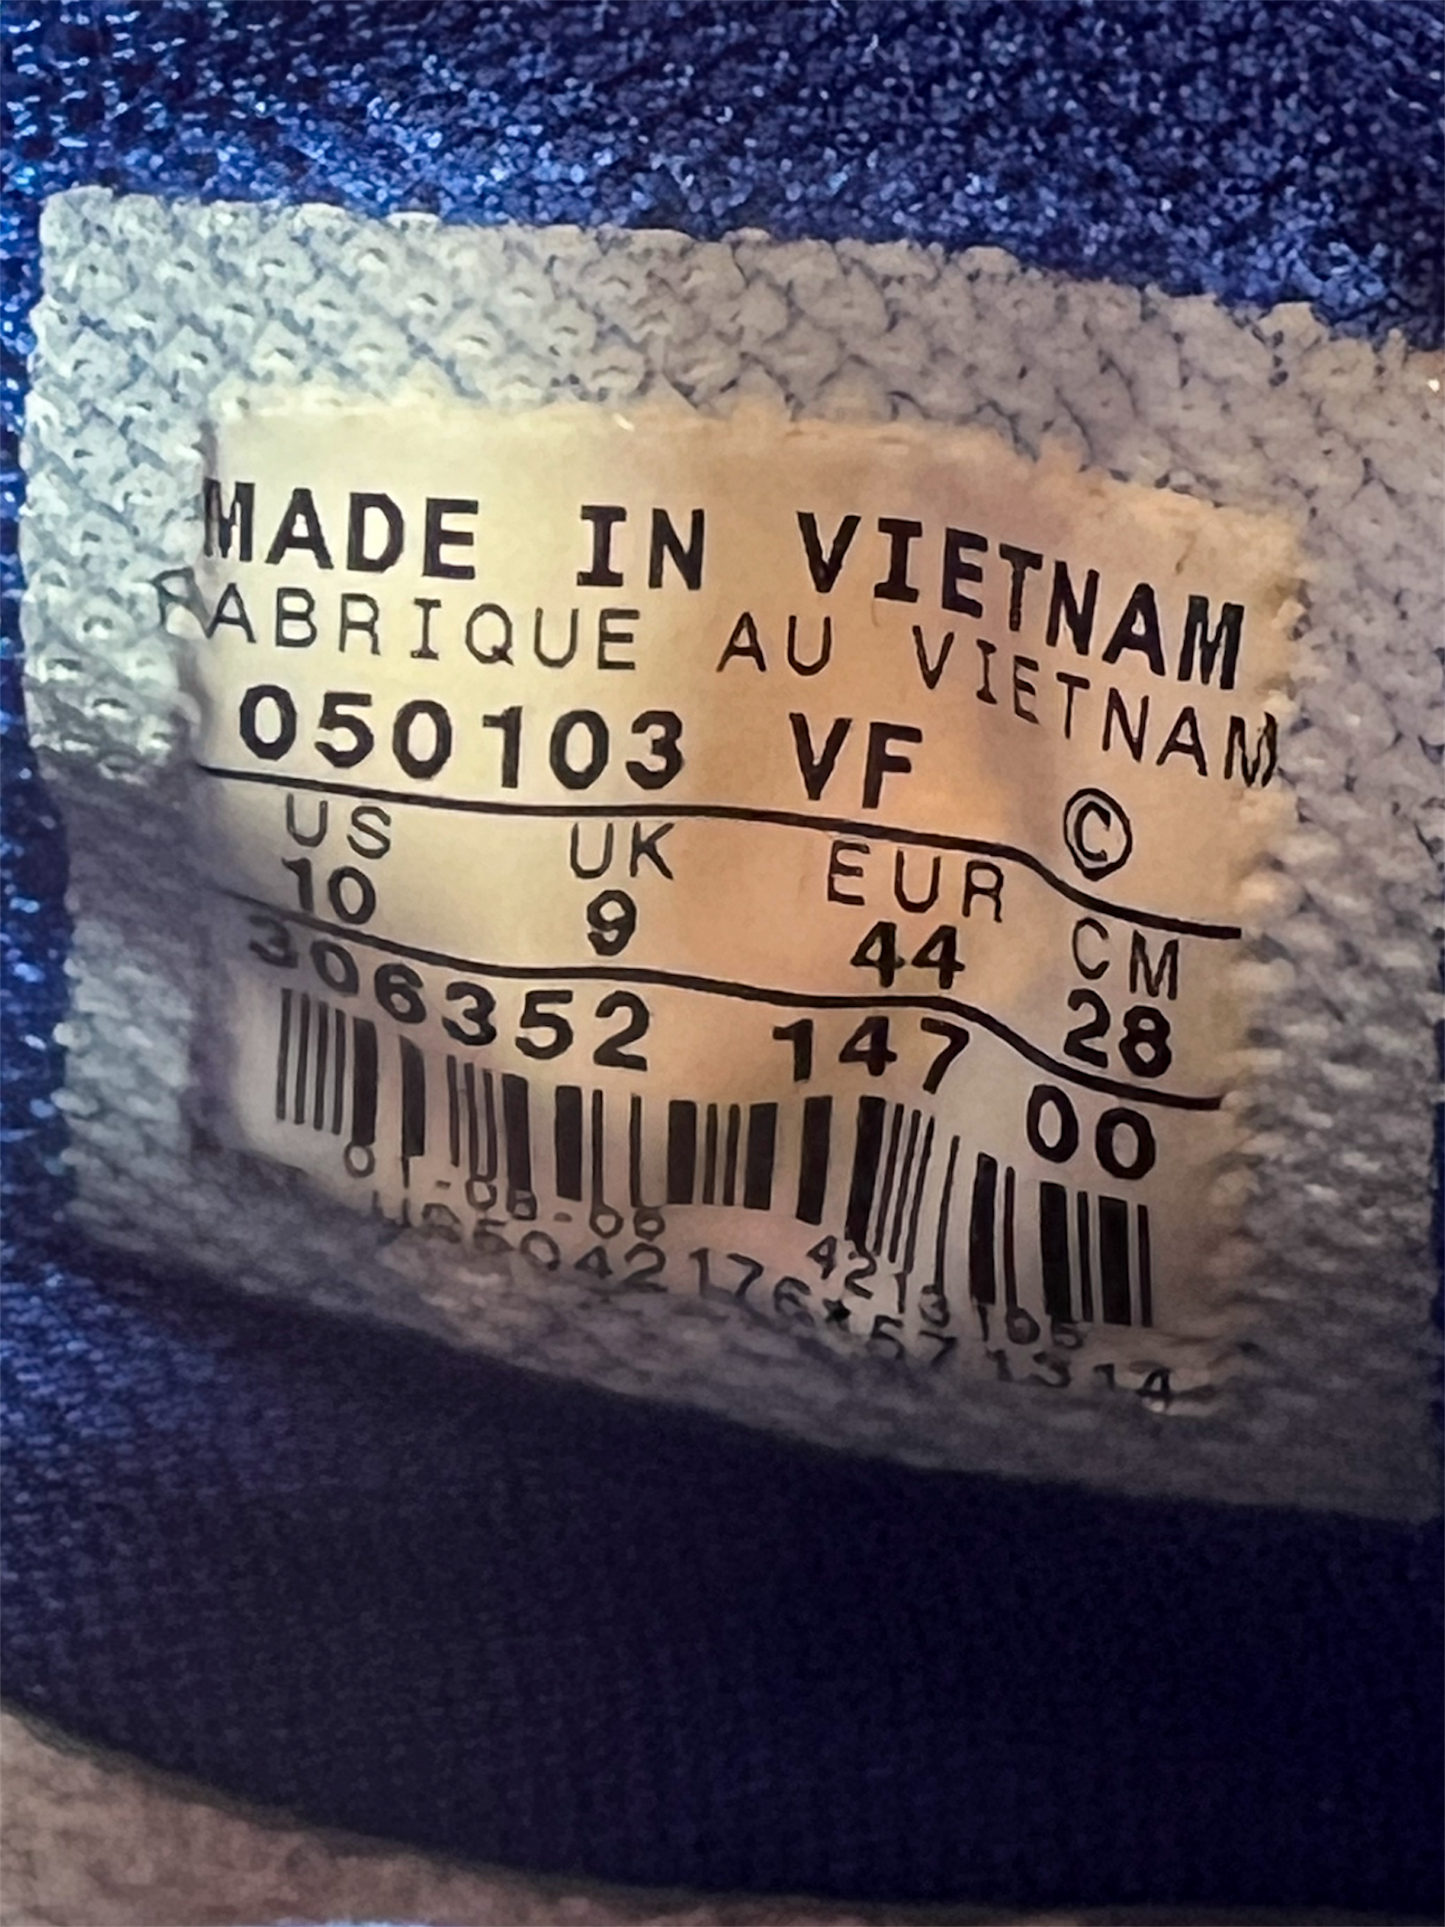 MADE IN VIETNAM
FABRIQUE AU VIETNAM
050103 VF ©
US UK EUR CM
10 9 44 28
306352 147 00